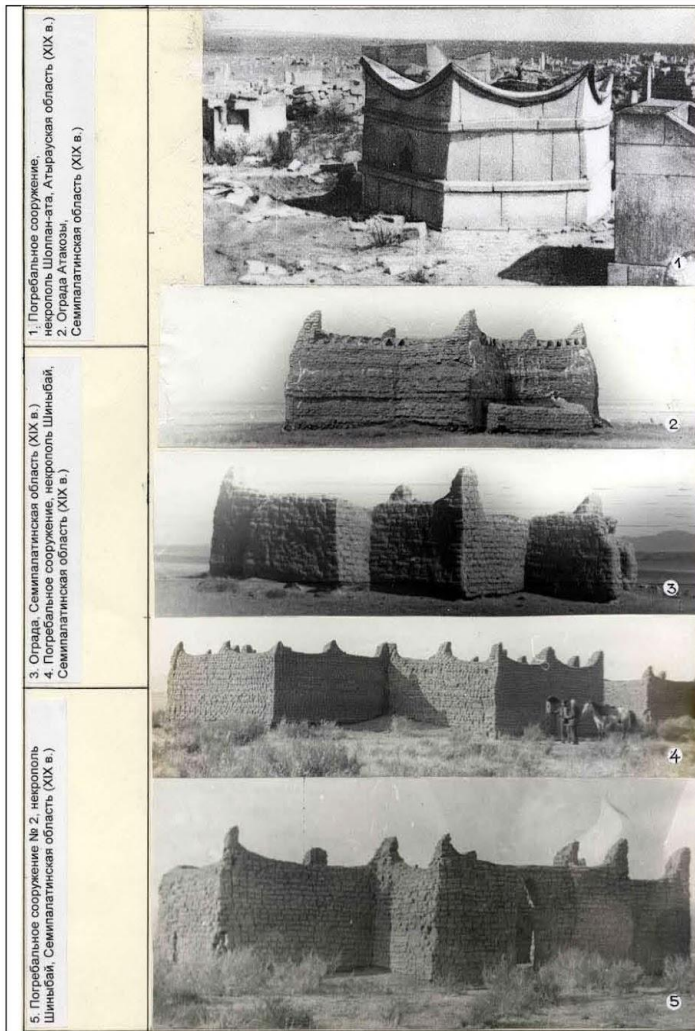 1. Погребальное сооружение,
некрополь Шолпан-ата, Атырауская область (XIX в.)
2. Ограда Атакозы,
Семипалатинская область (XIX в.)
3. Ограда, Семипалатинская область (XIX в.)
4. Погребальное сооружение, некрополь Шиныбай,
Семипалатинская область (XIX в.)
5. Погребальное сооружение № 2, некрополь
Шиныбай, Семипалатинская область (XIX в.)
1
2
3
4
5